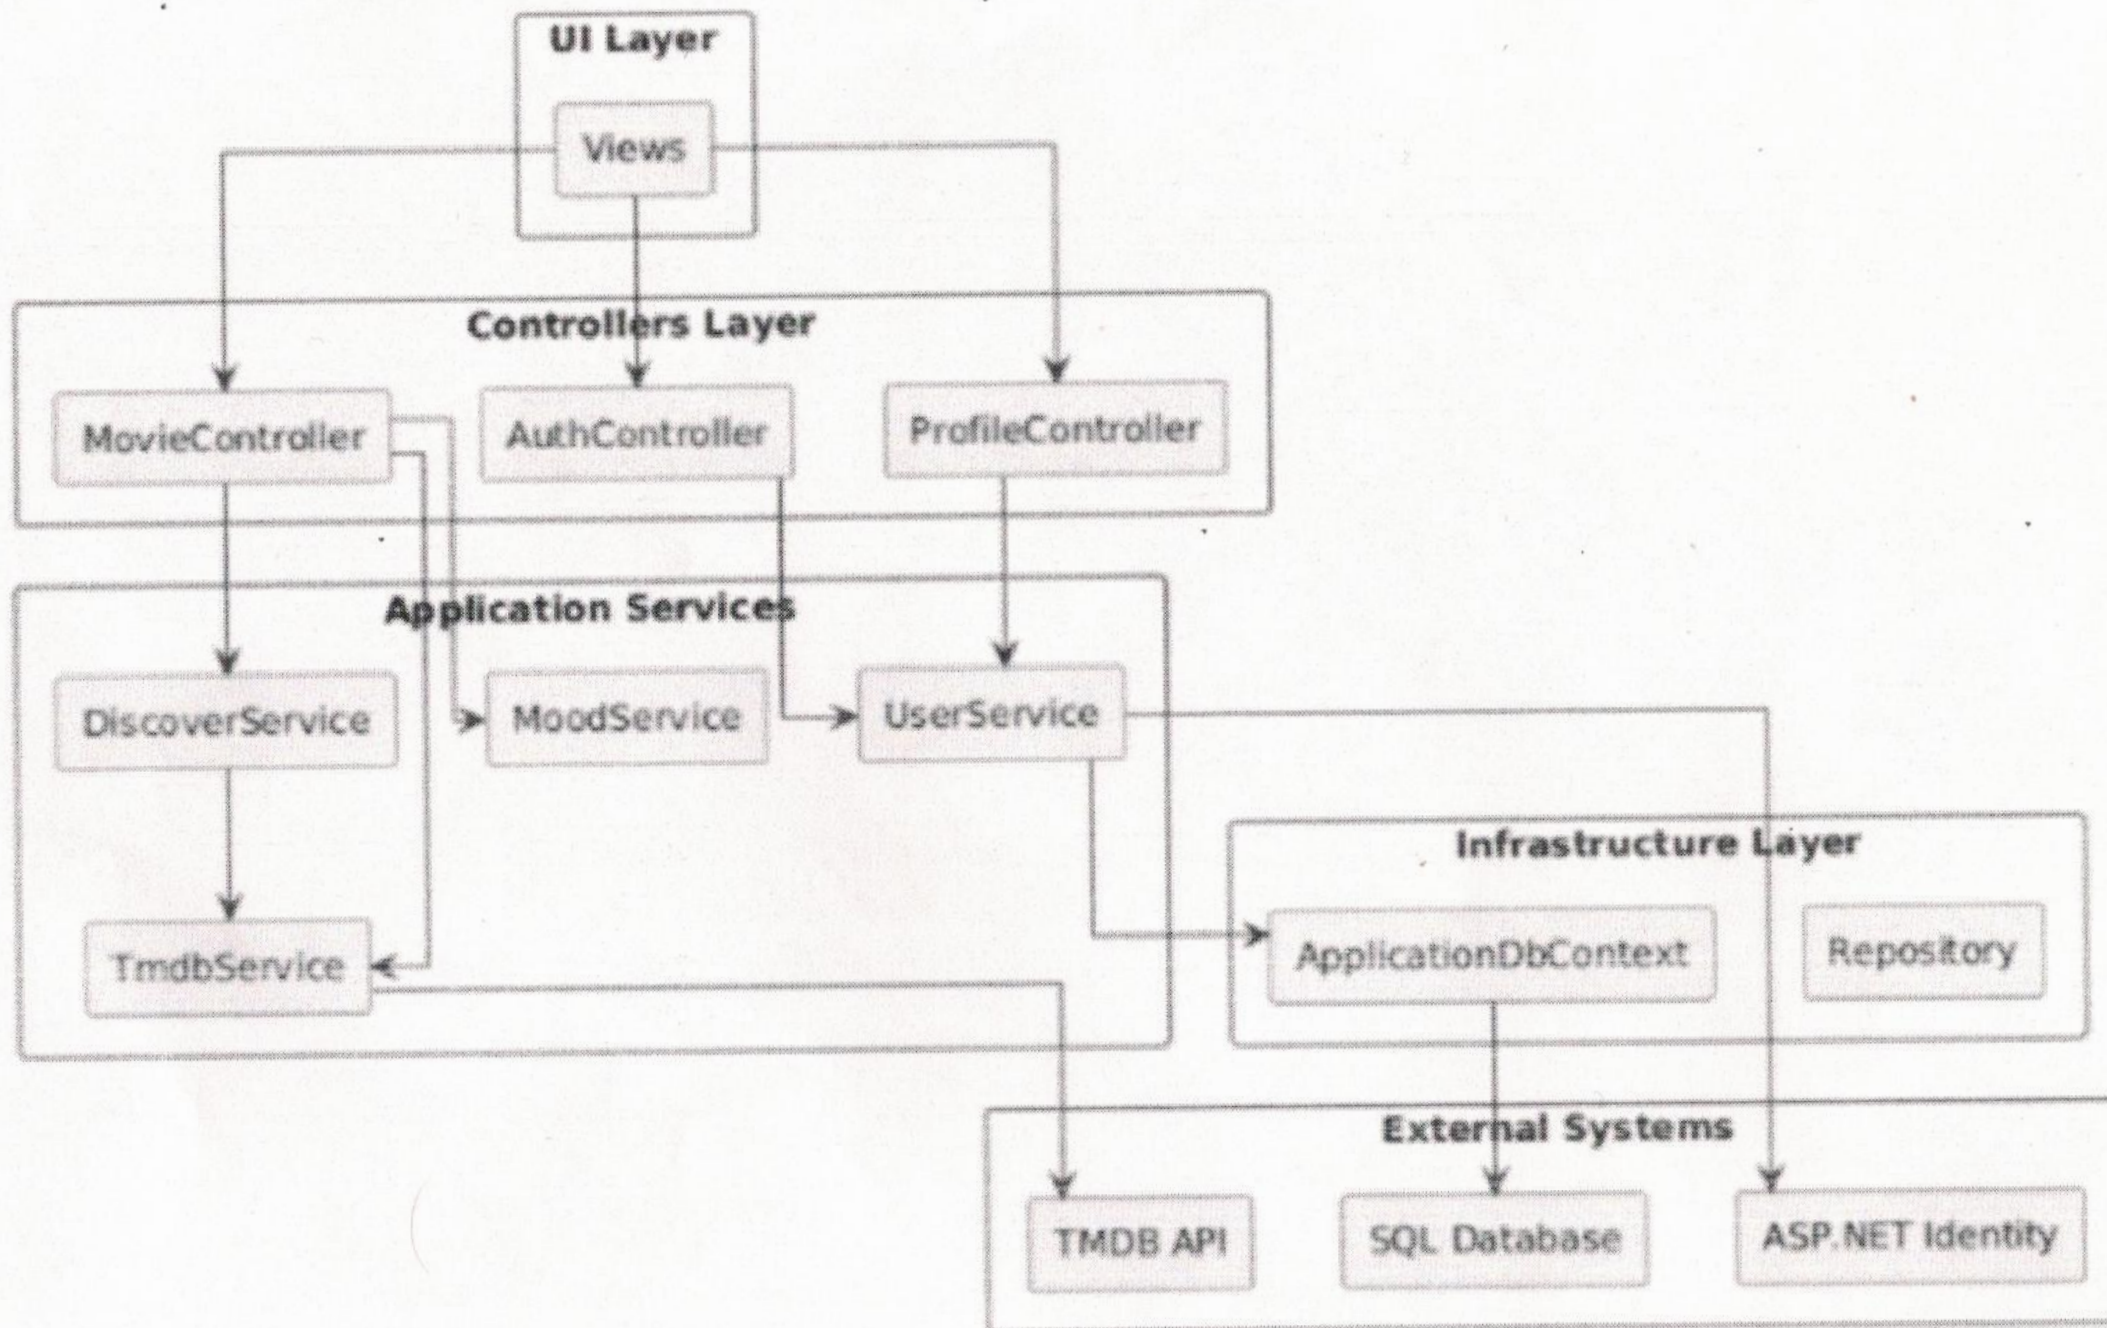 UI Layer
Views
Controllers Layer
MovieController
AuthController
ProfileController
Application Services
DiscoverService
MoodService
UserService
Infrastructure Layer
ApplicationDbContext
Repository
TmdbService
External Systems
TMDB API
SQL Database
ASP.NET Identity